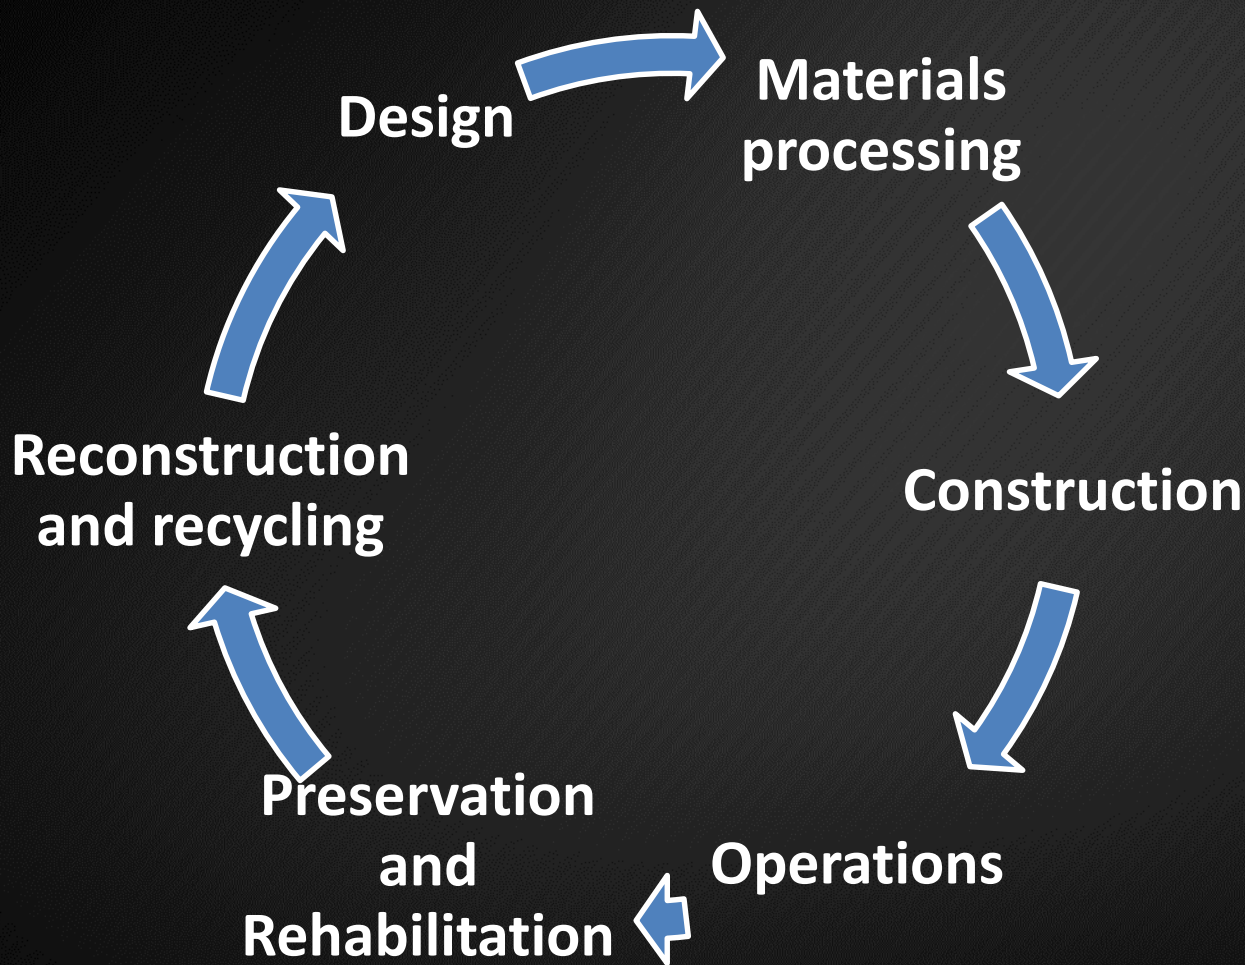 Design
Materials
processing
Construction
Operations
Preservation
and
Rehabilitation
Reconstruction
and recycling